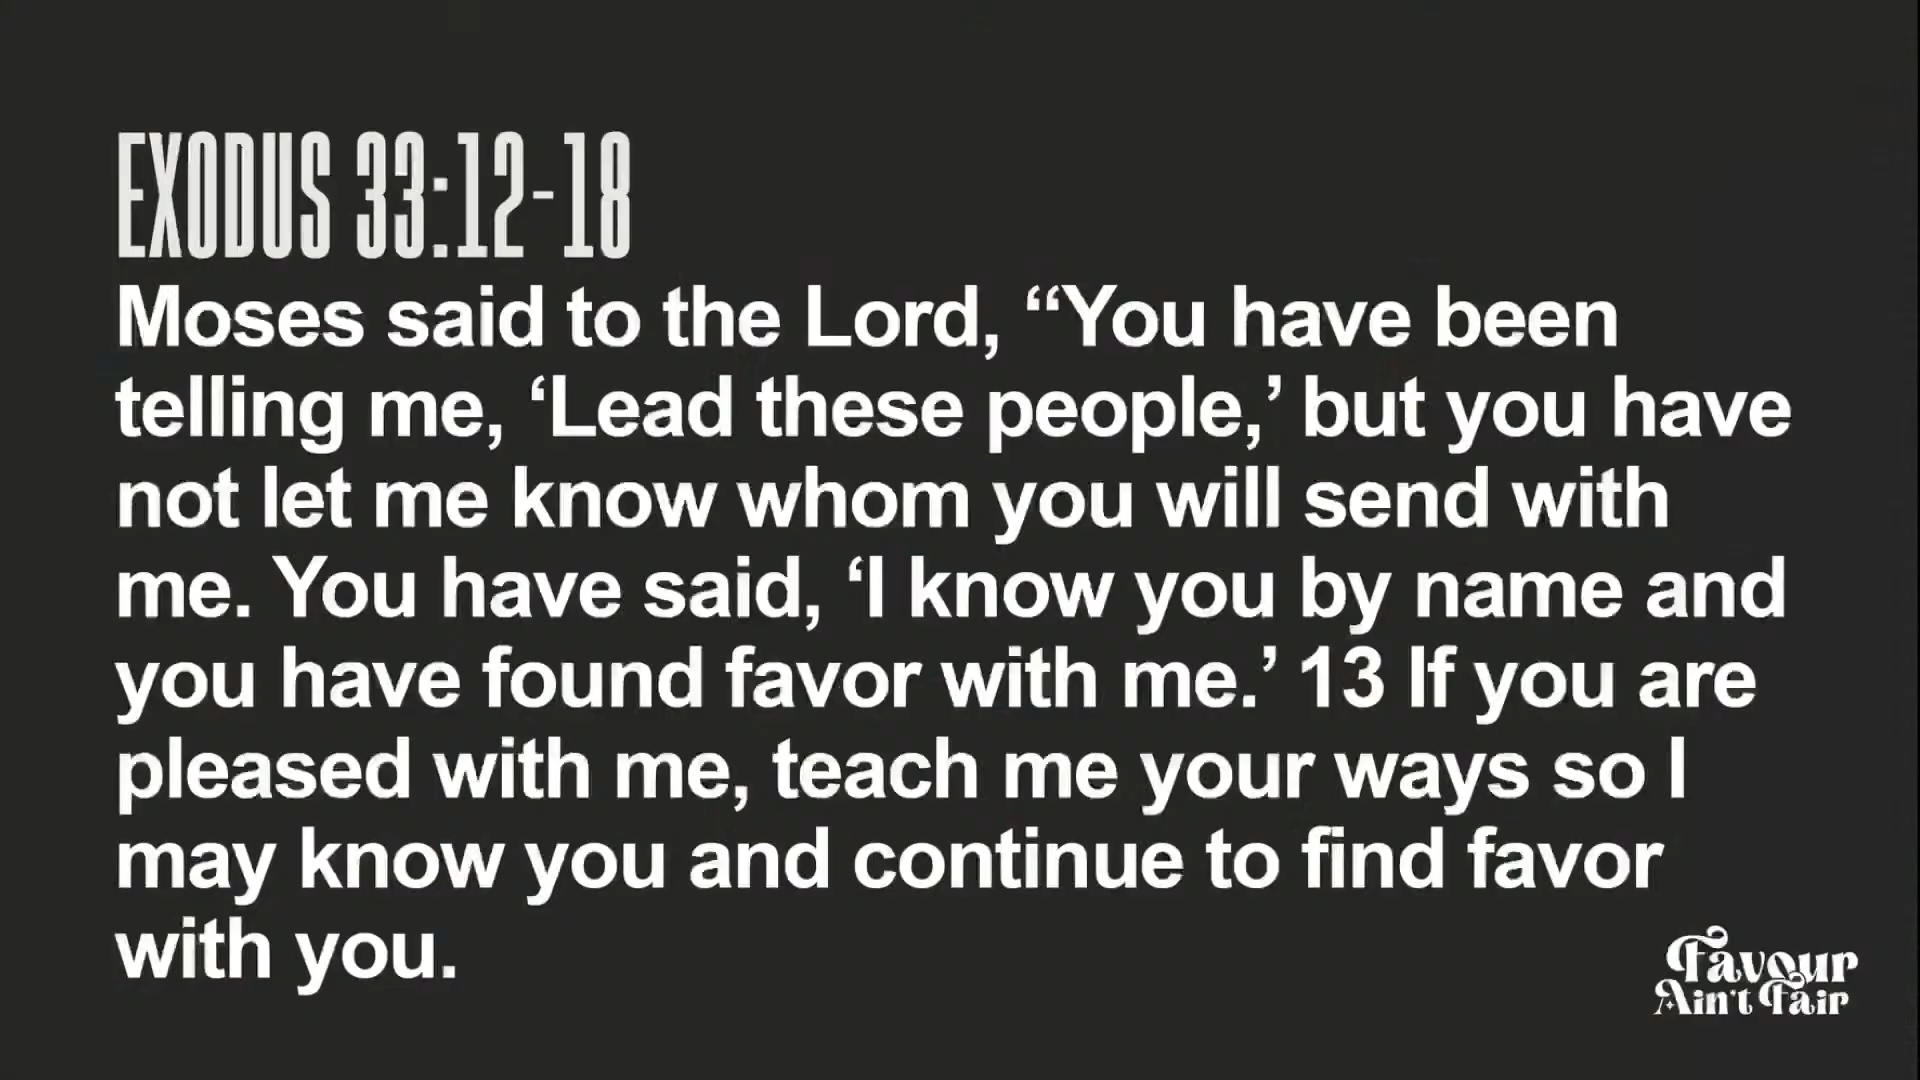 EXODUS 33:12-18
Moses said to the Lord, “You have been
telling me, ‘Lead these people,’ but you have
not let me know whom you will send with
me. You have said, ‘I know you by name and
you have found favor with me.’ 13 If you are
pleased with me, teach me your ways so I
may know you and continue to find favor
with you.
Favour
Ain't Fair